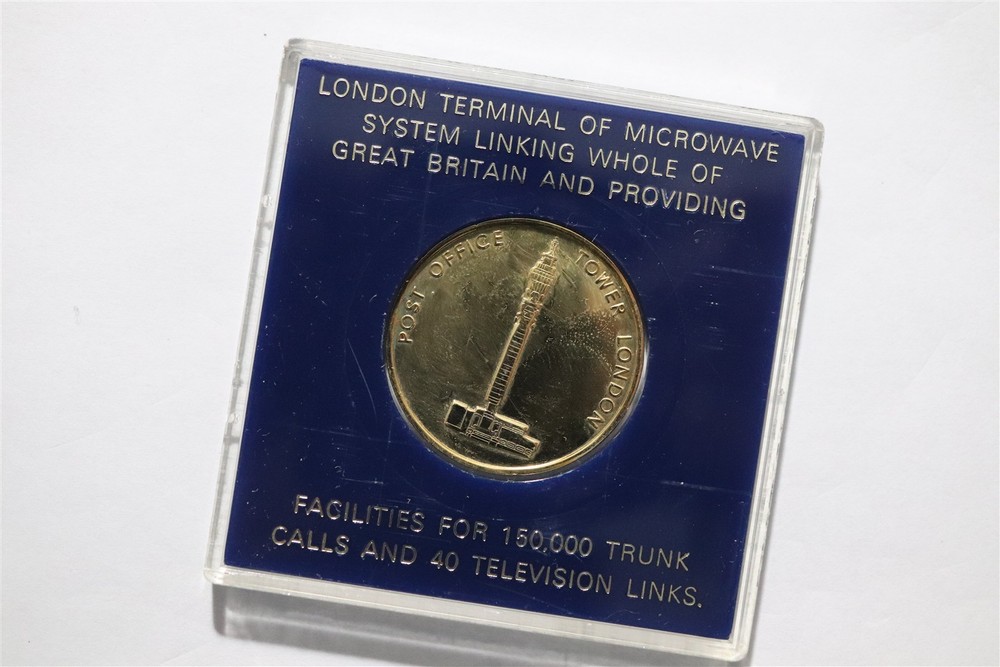 LONDON TERMINAL OF MICROWAVE
SYSTEM LINKING WHOLE OF
GREAT BRITAIN AND PROVIDING
POST OFFICE TOWER LONDON
FACILITIES FOR 150,000 TRUNK
CALLS AND 40 TELEVISION LINKS.